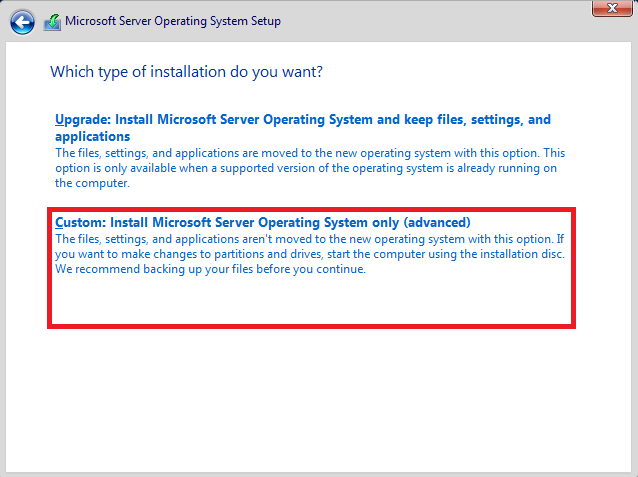 Microsoft Server Operating System Setup
Which type of installation do you want?
Upgrade: Install Microsoft Server Operating System and keep files, settings, and
applications
The files, settings, and applications are moved to the new operating system with this option. This
option is only available when a supported version of the operating system is already running on
the computer.
Custom: Install Microsoft Server Operating System only (advanced)
The files, settings, and applications aren't moved to the new operating system with this option. If
you want to make changes to partitions and drives, start the computer using the installation disc.
We recommend backing up your files before you continue.